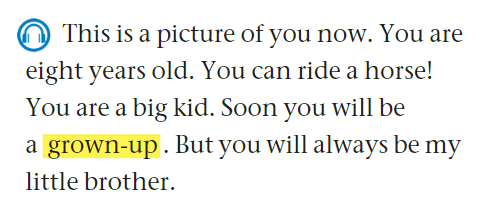 This is a picture of you now. You are
eight years old. You can ride a horse!
You are a big kid. Soon you will be
a grown-up . But you will always be my
little brother.